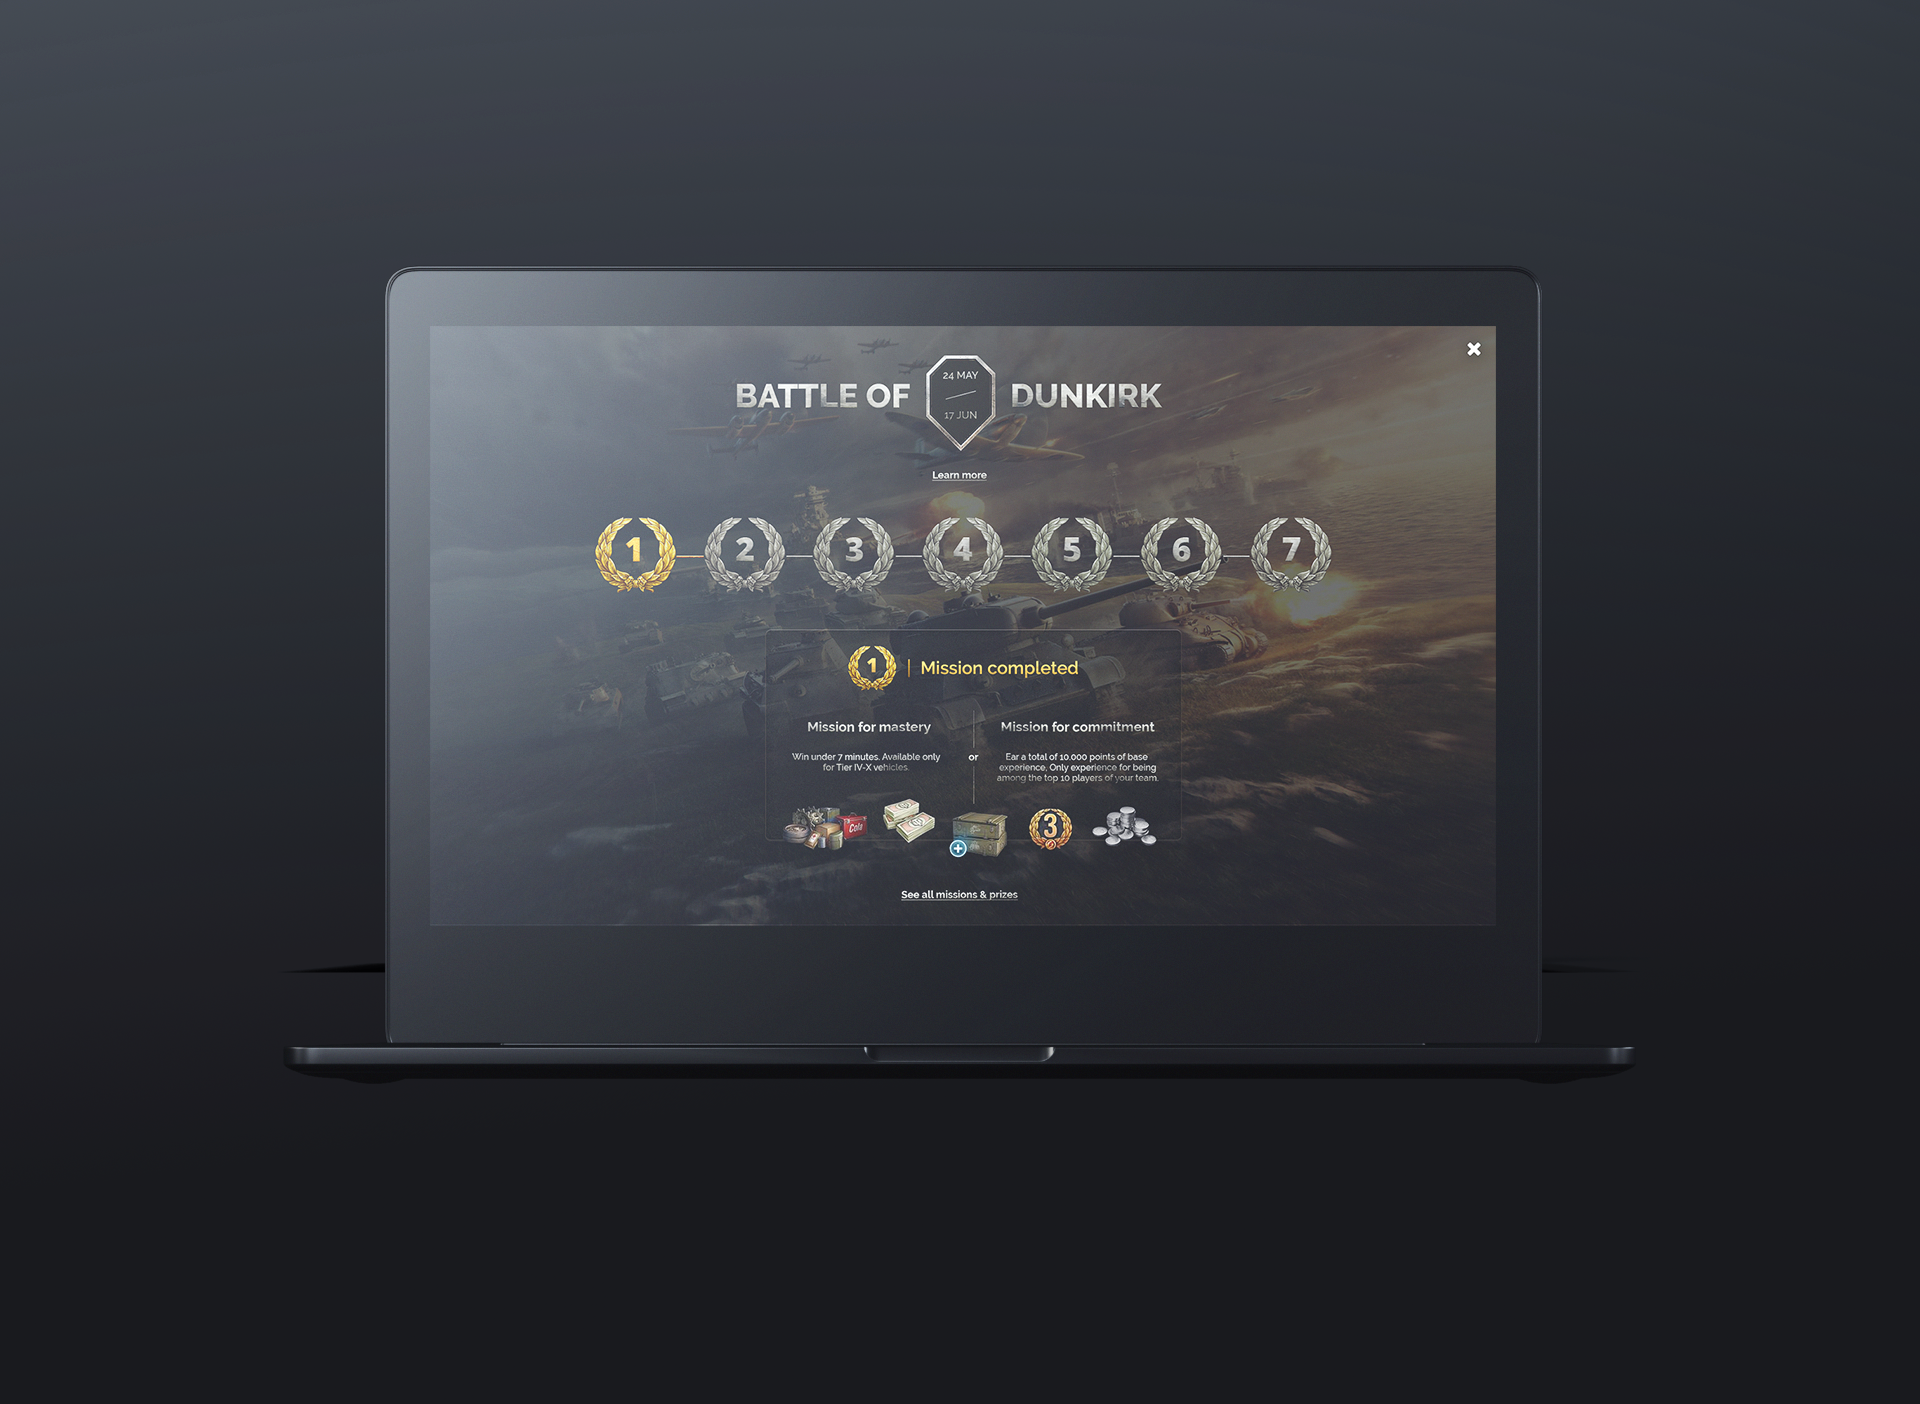 BATTLE OF
24 MAY
17 JUN
DUNKIRK
Learn more
1 2 3 4 5 6 7
1 Mission completed
Mission for mastery
Win under 7 minutes. Available only
for Tier IV-X vehicles.
or
Mission for commitment
Ear a total of 10.000 points of base
experience. Only experience for being
among the top 10 players of your team.
Cola
3
See all missions & prizes